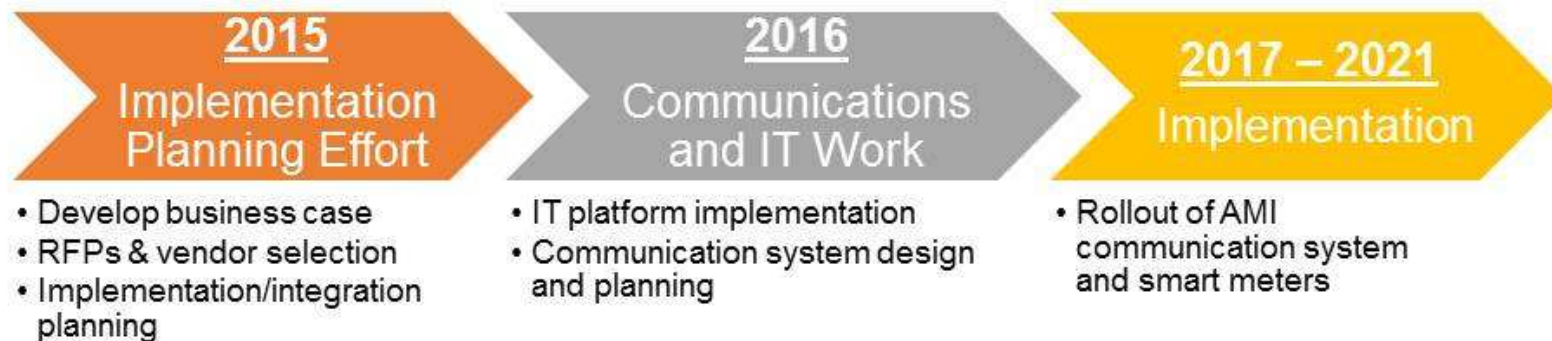 2015
Implementation
Planning Effort
• Develop business case
• RFPs & vendor selection
• Implementation/integration
planning
2016
Communications
and IT Work
• IT platform implementation
• Communication system design
and planning
2017 – 2021
Implementation
• Rollout of AMI
communication system
and smart meters